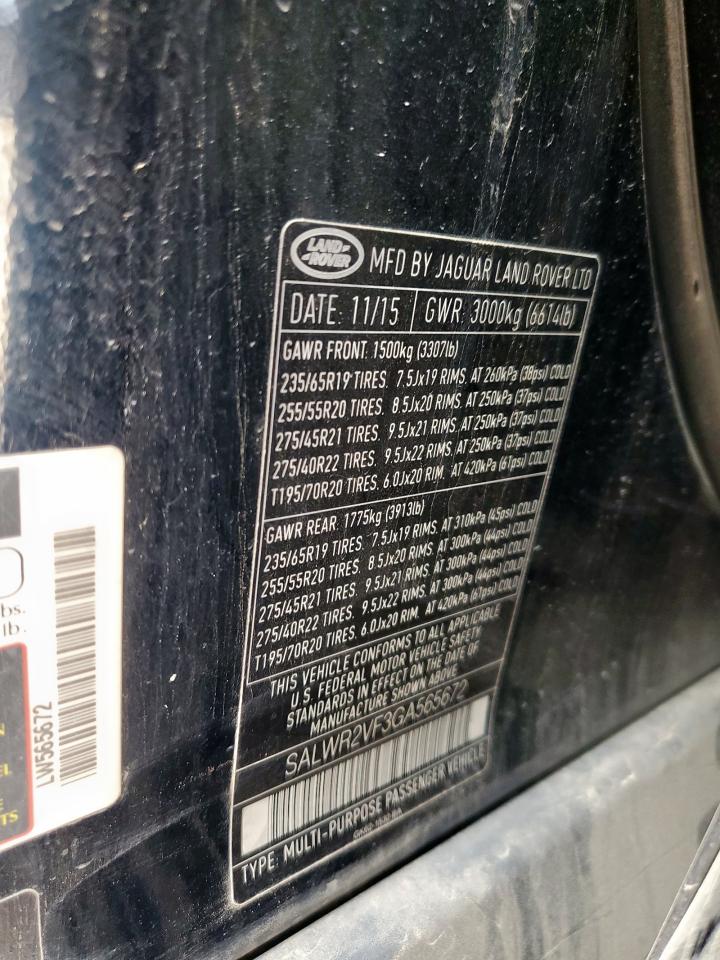 LAND
ROVER
MFD BY JAGUAR LAND ROVER LTD
DATE: 11/15 GWR: 3000kg (6614lb)
GAWR FRONT: 1500kg (3307lb)
235/65R19 TIRES, 7.5Jx19 RIMS, AT 260kPa (38psi) COLD
255/55R20 TIRES, 8.5Jx20 RIMS, AT 250kPa (37psi) COLD
275/45R21 TIRES, 9.5Jx21 RIMS, AT 250kPa (37psi) COLD
275/40R22 TIRES, 9.5Jx22 RIMS, AT 250kPa (37psi) COLD
T195/70R20 TIRES, 6.0Jx20 RIM, AT 420kPa (61psi) COLD
GAWR REAR: 1775kg (3913lb)
235/65R19 TIRES, 7.5Jx19 RIMS, AT 310kPa (45psi) COLD
255/55R20 TIRES, 8.5Jx20 RIMS, AT 300kPa (44psi) COLD
275/45R21 TIRES, 9.5Jx21 RIMS, AT 300kPa (44psi) COLD
275/40R22 TIRES, 9.5Jx22 RIMS, AT 300kPa (44psi) COLD
T195/70R20 TIRES, 6.0Jx20 RIM, AT 420kPa (61psi) COLD
THIS VEHICLE CONFORMS TO ALL APPLICABLE
U.S. FEDERAL MOTOR VEHICLE SAFETY
STANDARDS IN EFFECT ON THE DATE OF
MANUFACTURE SHOWN ABOVE
SALWR2VF3GA565672
TYPE: MULTI-PURPOSE PASSENGER VEHICLE
bs.
lb.
LW565672
N
EL
E
TS